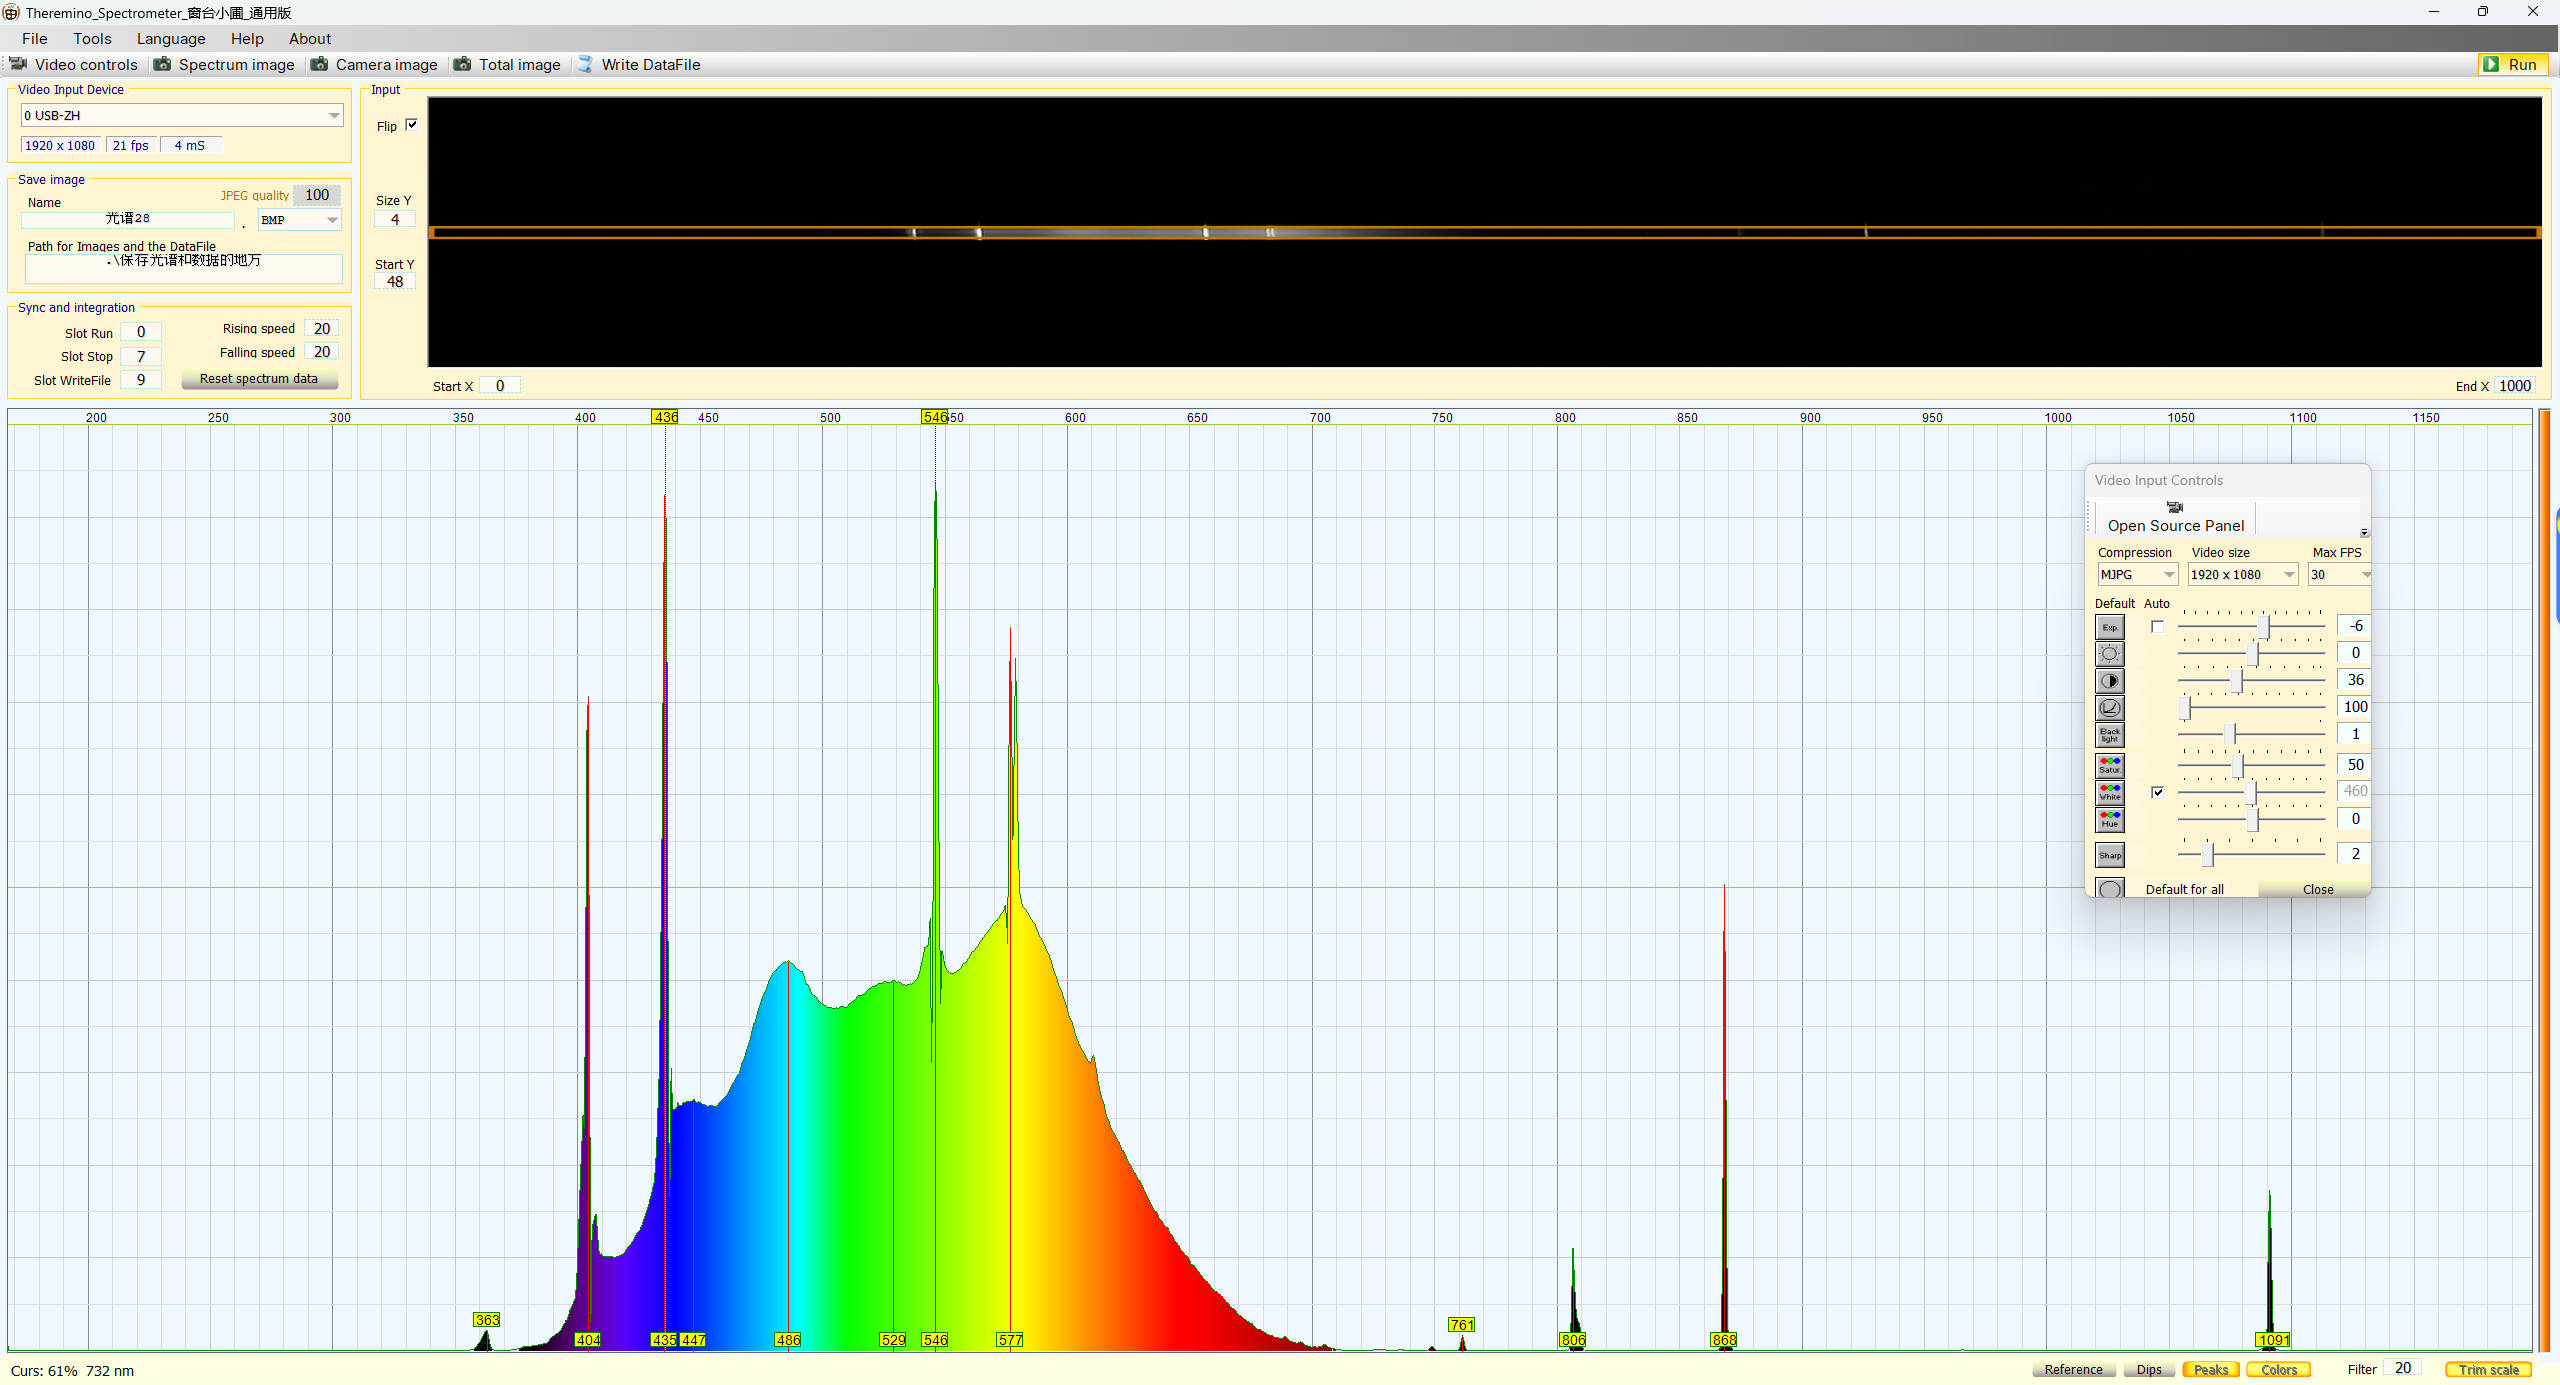 Theremino_Spectrometer_窗台小圃_通用版
File Tools Language Help About
Video controls Spectrum image Camera image Total image Write DataFile Run
Video Input Device
0 USB-ZH
1920 x 1080 21 fps 4 mS
Save image
JPEG quality 100
Name
光谱28 . BMP
Path for Images and the DataFile
.\保存光谱和数据的地方
Sync and integration
Slot Run 0 Rising speed 20
Slot Stop 7 Falling speed 20
Slot WriteFile 9 Reset spectrum data
Input
Flip
Size Y
4
Start Y
48
Start X 0 End X 1000
200 250 300 350 400 436 450 500 546 550 600 650 700 750 800 850 900 950 1000 1050 1100 1150
Video Input Controls
Open Source Panel
Compression Video size Max FPS
MJPG 1920 x 1080 30
Default Auto
Exp. -6
0
36
100
Back light 1
Satur. 50
White 460
Hue 0
Sharp 2
Default for all Close
363 761
404 435 447 486 529 546 577 806 868 1091
Curs: 61% 732 nm Reference Dips Peaks Colors Filter 20 Trim scale